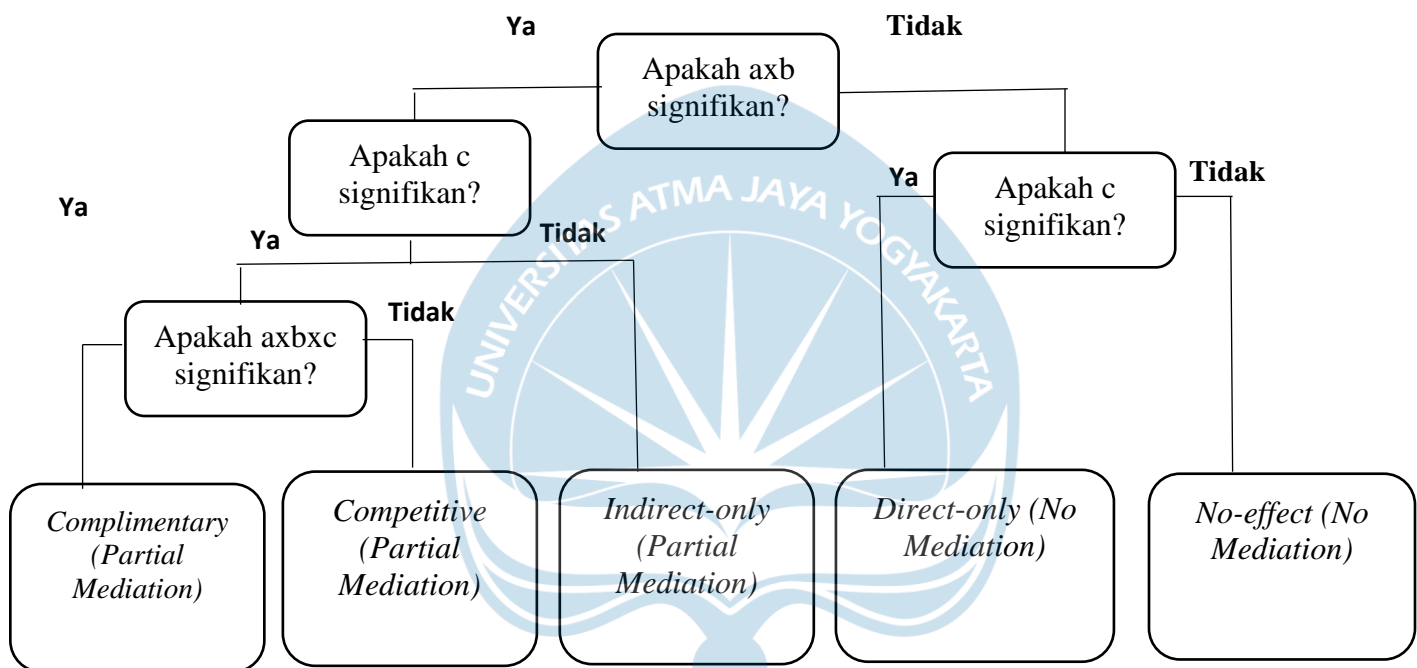 Ya
Tidak
Apakah axb
signifikan?
Apakah c
signifikan?
Ya
Tidak
Apakah c
signifikan?
Ya
Ya
Tidak
Apakah axbxc
signifikan?
Tidak
UNIVERSITAS ATMA JAYA YOGYAKARTA
Complimentary
(Partial
Mediation)
Competitive
(Partial
Mediation)
Indirect-only
(Partial
Mediation)
Direct-only (No
Mediation)
No-effect (No
Mediation)